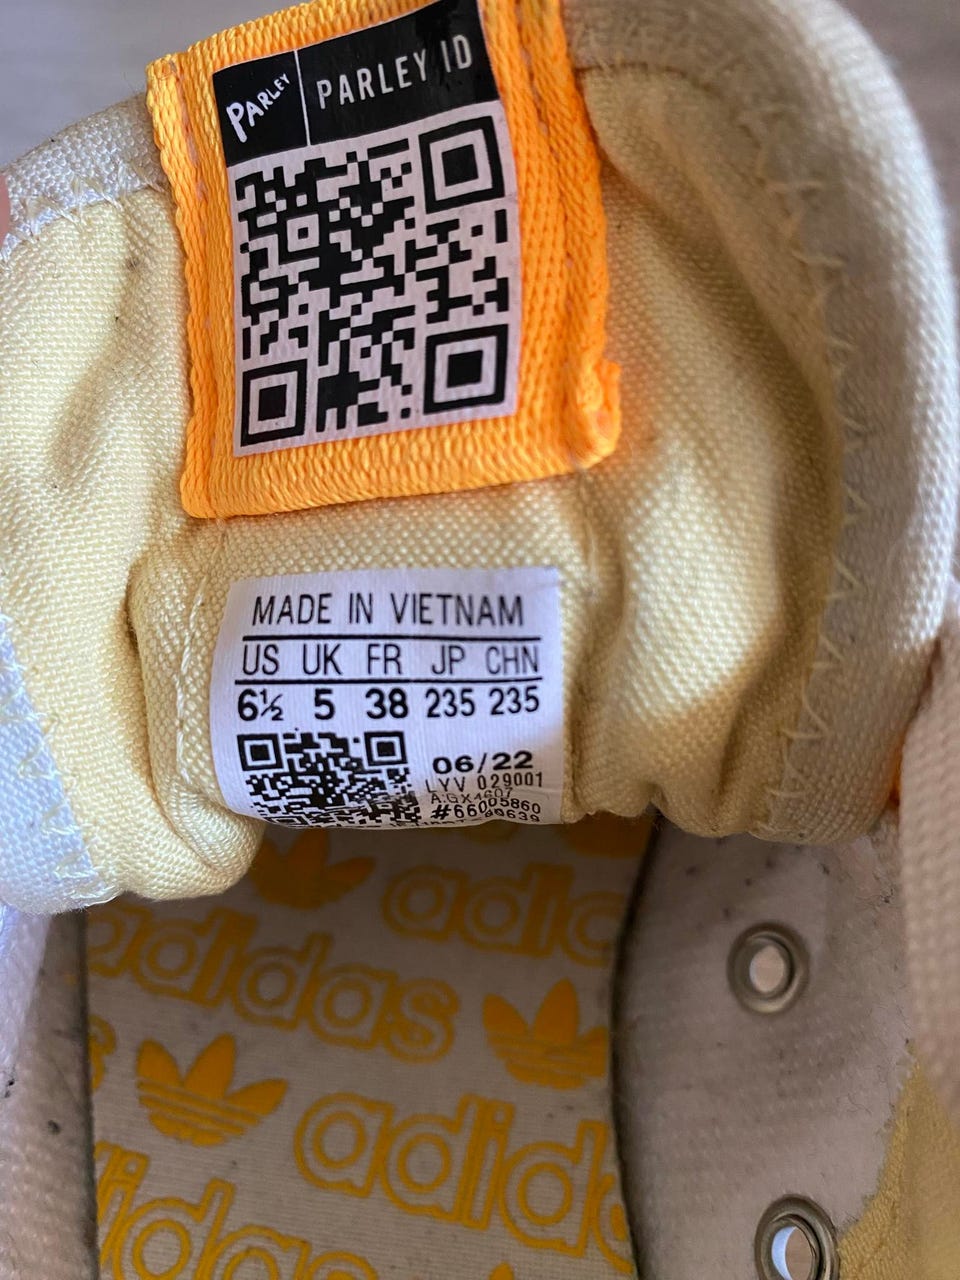 PARLEY
PARLEY ID
MADE IN VIETNAM
US UK FR JP CHN
6½ 5 38 235 235
06/22
LYV 029001
#66005860
adidas
adidas
adidas
adidas